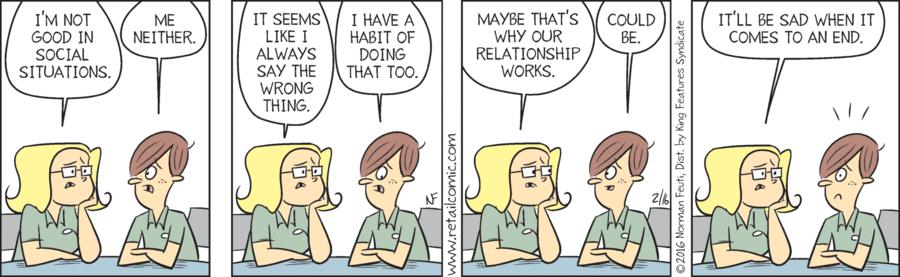 I'M NOT
GOOD IN
SOCIAL
SITUATIONS.
ME
NEITHER.
IT SEEMS
LIKE I
ALWAYS
SAY THE
WRONG
THING.
I HAVE A
HABIT OF
DOING
THAT TOO.
NF
www.retailcomic.com
MAYBE THAT'S
WHY OUR
RELATIONSHIP
WORKS.
COULD
BE.
2/16
©2016 Norman Feuti, Dist. by King Features Syndicate
IT'LL BE SAD WHEN IT
COMES TO AN END.